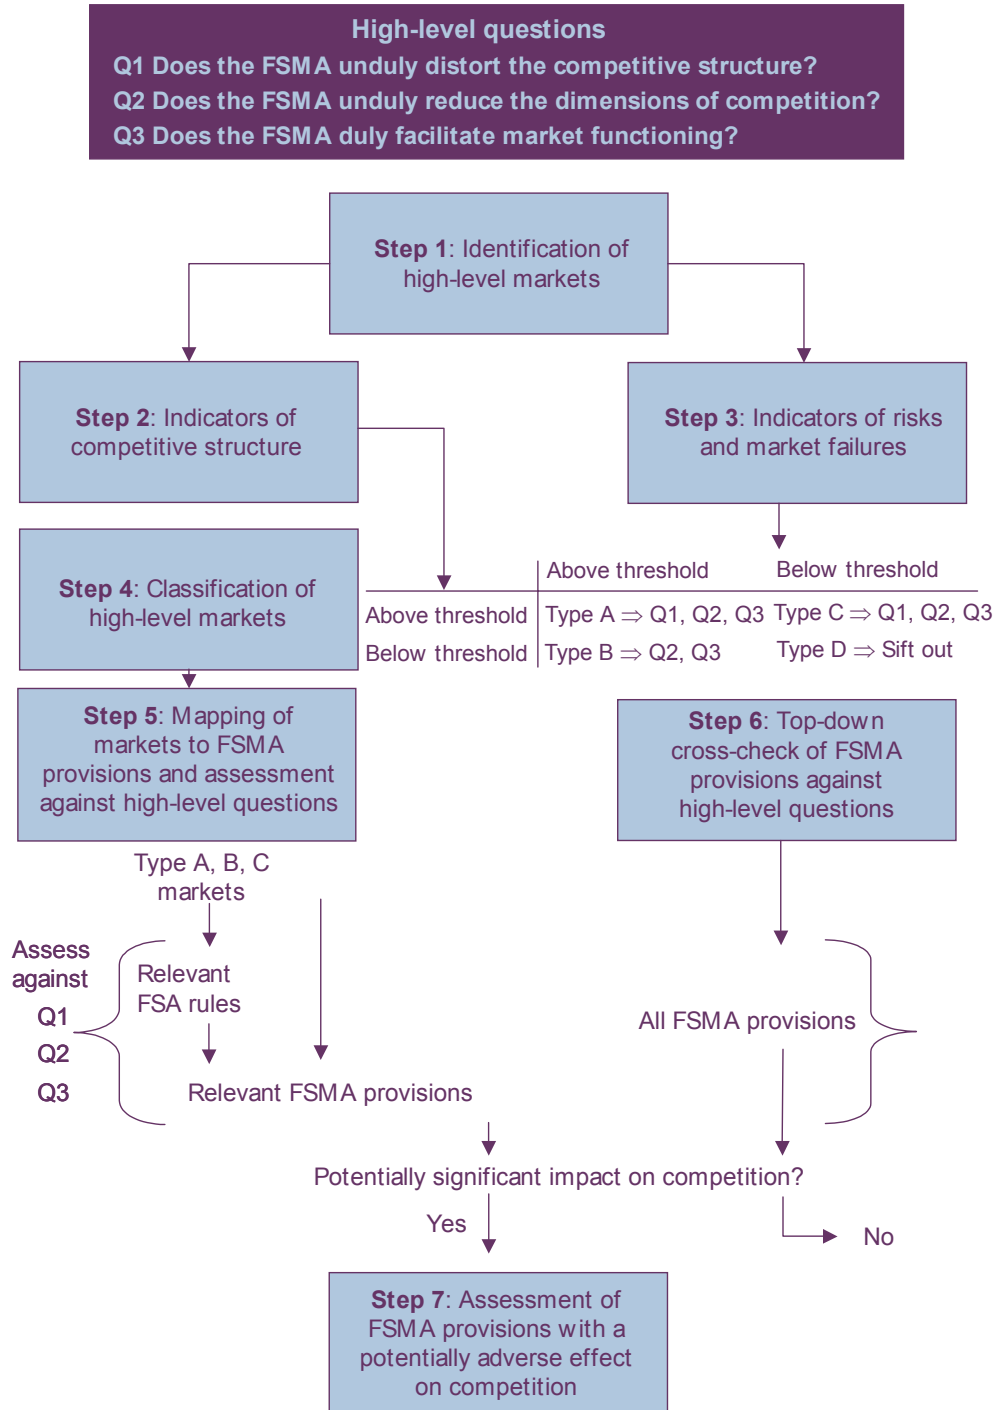 High-level questions
Q1 Does the FSMA unduly distort the competitive structure?
Q2 Does the FSMA unduly reduce the dimensions of competition?
Q3 Does the FSMA duly facilitate market functioning?
Step 1: Identification of
high-level markets
Step 2: Indicators of
competitive structure
Step 3: Indicators of risks
and market failures
Step 4: Classification of
high-level markets
Above threshold Below threshold
Above threshold Type A ⇒ Q1, Q2, Q3 Type C ⇒ Q1, Q2, Q3
Below threshold Type B ⇒ Q2, Q3 Type D ⇒ Sift out
Step 5: Mapping of
markets to FSMA
provisions and assessment
against high-level questions
Step 6: Top-down
cross-check of FSMA
provisions against
high-level questions
Type A, B, C
markets
Assess
against
Q1
Q2
Q3
Relevant
FSA rules
Relevant FSMA provisions
All FSMA provisions
Potentially significant impact on competition?
Yes
No
Step 7: Assessment of
FSMA provisions with a
potentially adverse effect
on competition